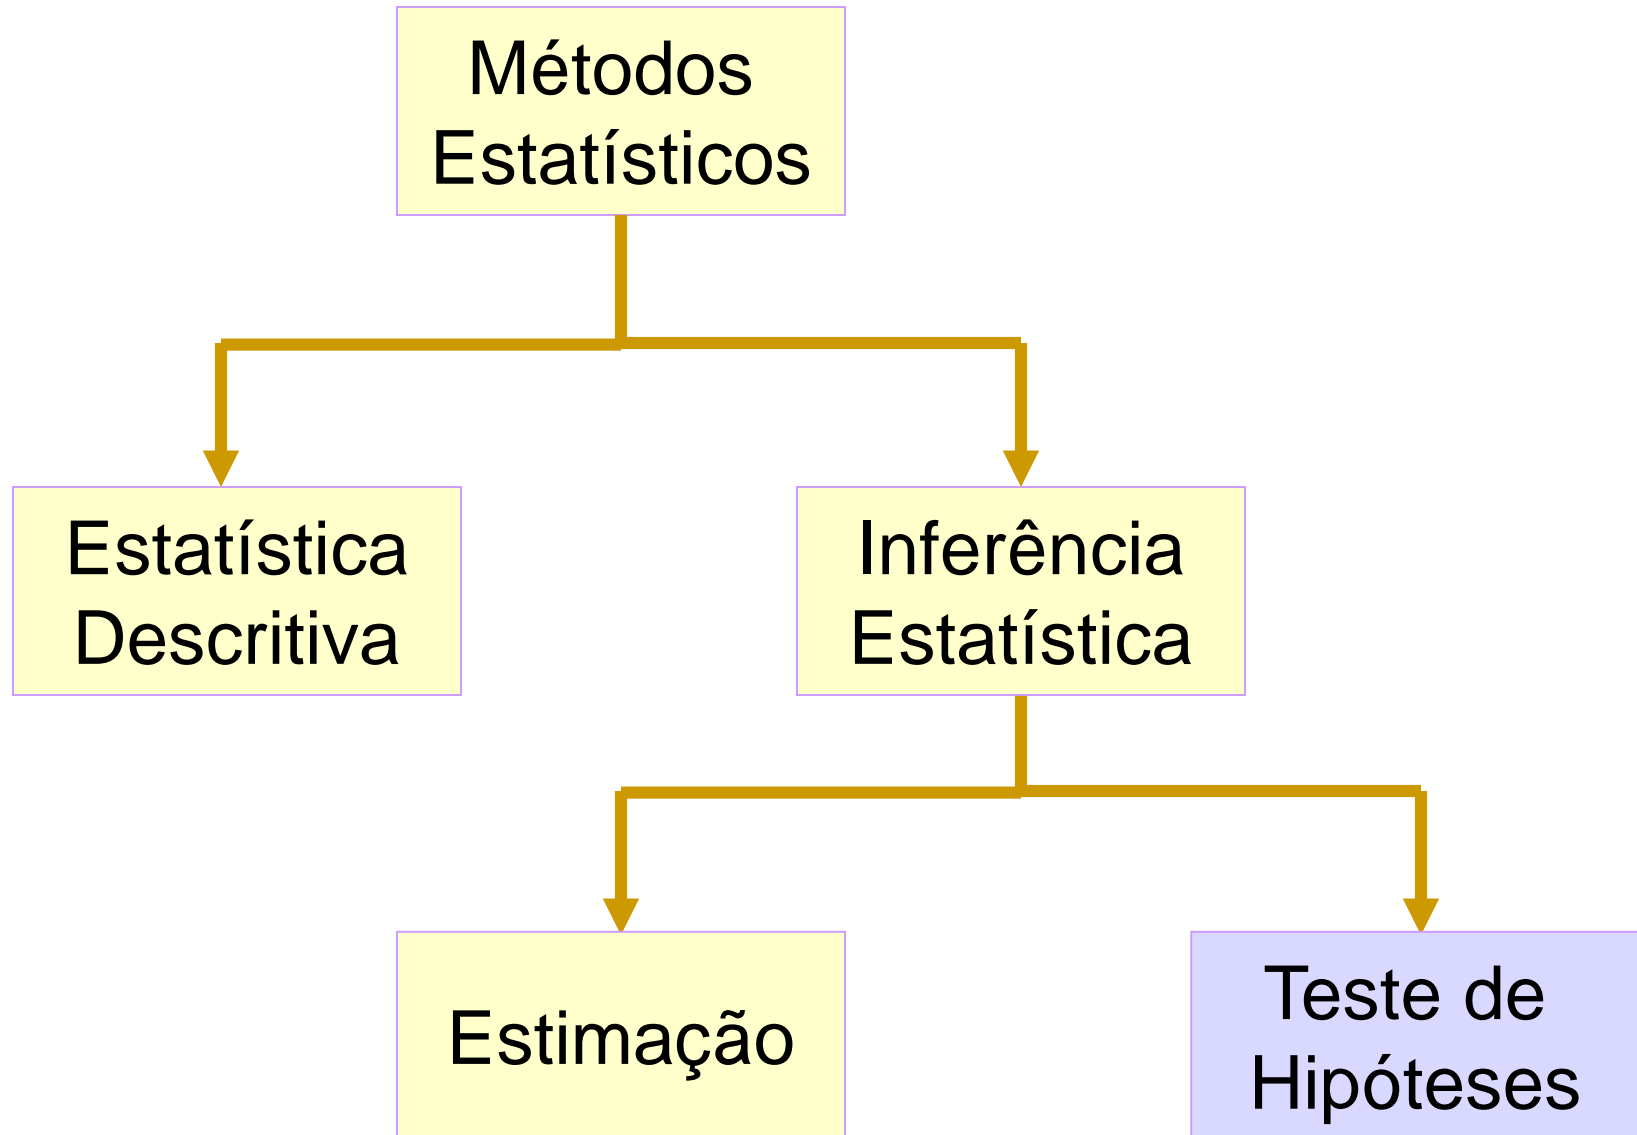 Métodos
Estatísticos
Estatística
Descritiva
Inferência
Estatística
Estimação
Teste de
Hipóteses